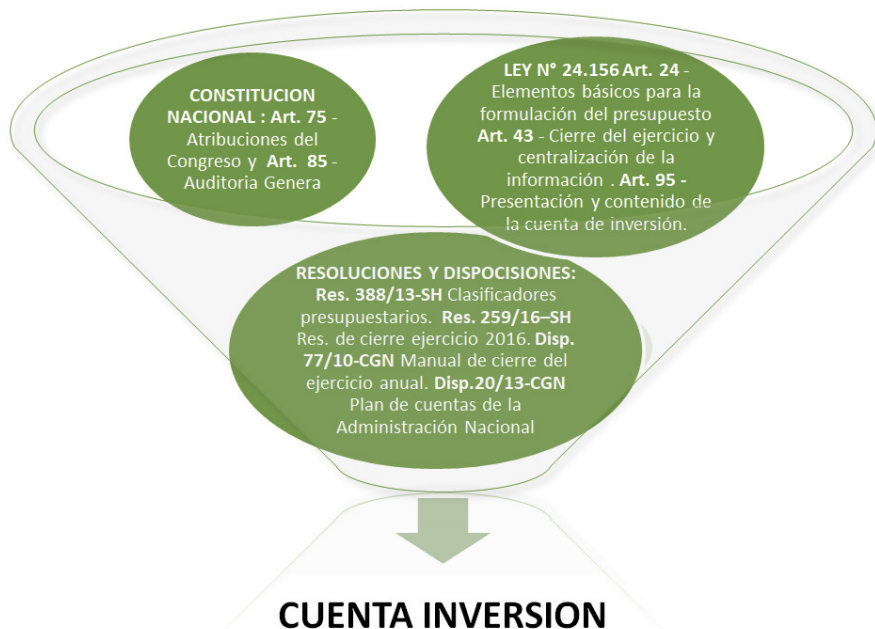 CONSTITUCION
NACIONAL : Art. 75 -
Atribuciones del
Congreso y Art. 85 -
Auditoria Genera
LEY N° 24.156 Art. 24 -
Elementos básicos para la
formulación del presupuesto
Art. 43 - Cierre del ejercicio y
centralización de la
información . Art. 95 -
Presentación y contenido de
la cuenta de inversión.
RESOLUCIONES Y DISPOCISIONES:
Res. 388/13-SH Clasificadores
presupuestarios. Res. 259/16–SH
Res. de cierre ejercicio 2016. Disp.
77/10-CGN Manual de cierre del
ejercicio anual. Disp.20/13-CGN
Plan de cuentas de la
Administración Nacional
CUENTA INVERSION